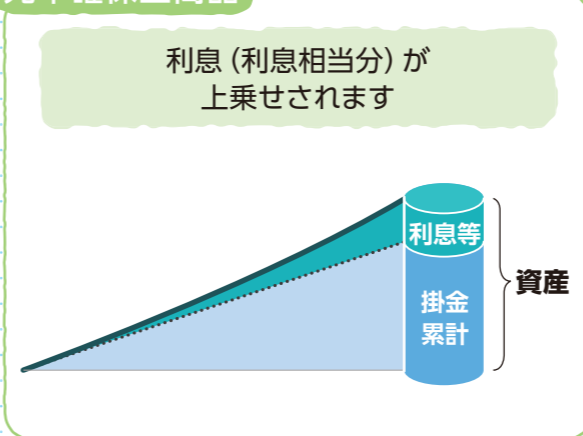 利息（利息相当分）が
上乗せされます
利息等
掛金
累計
資産